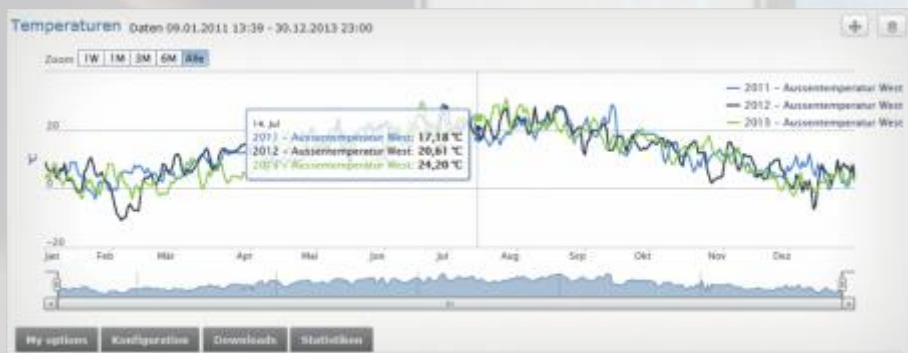 Temperaturen Daten 09.01.2011 13:39 - 30.12.2013 23:00
Zoom 1W 1M 3M 6M Alle
2011 - Aussentemperatur West
2012 - Aussentemperatur West
2013 - Aussentemperatur West
20
14. Jul
2011 - Aussentemperatur West: 17,18 °C
2012 - Aussentemperatur West: 20,61 °C
2013 - Aussentemperatur West: 24,20 °C
°C
0
-20
Jan Feb Mär Apr Mai Jun Jul Aug Sep Okt Nov Dez
My options Konfiguration Downloads Statistiken